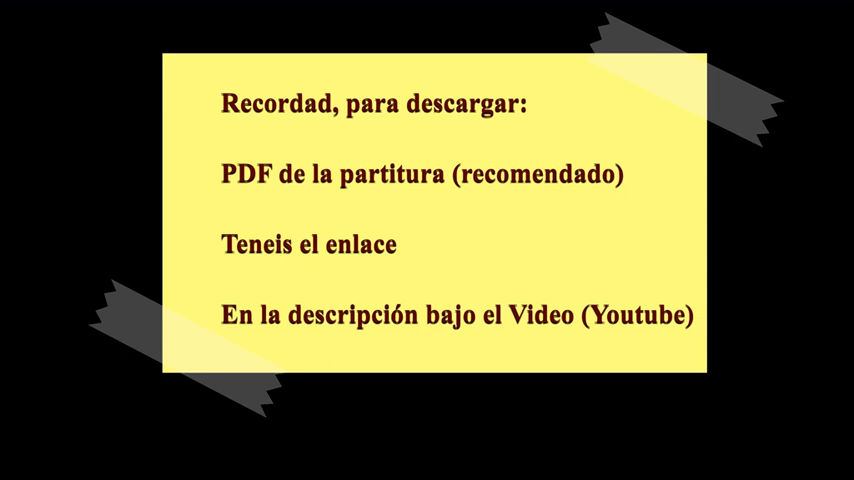 Recordad, para descargar:
PDF de la partitura (recomendado)
Teneis el enlace
En la descripción bajo el Video (Youtube)